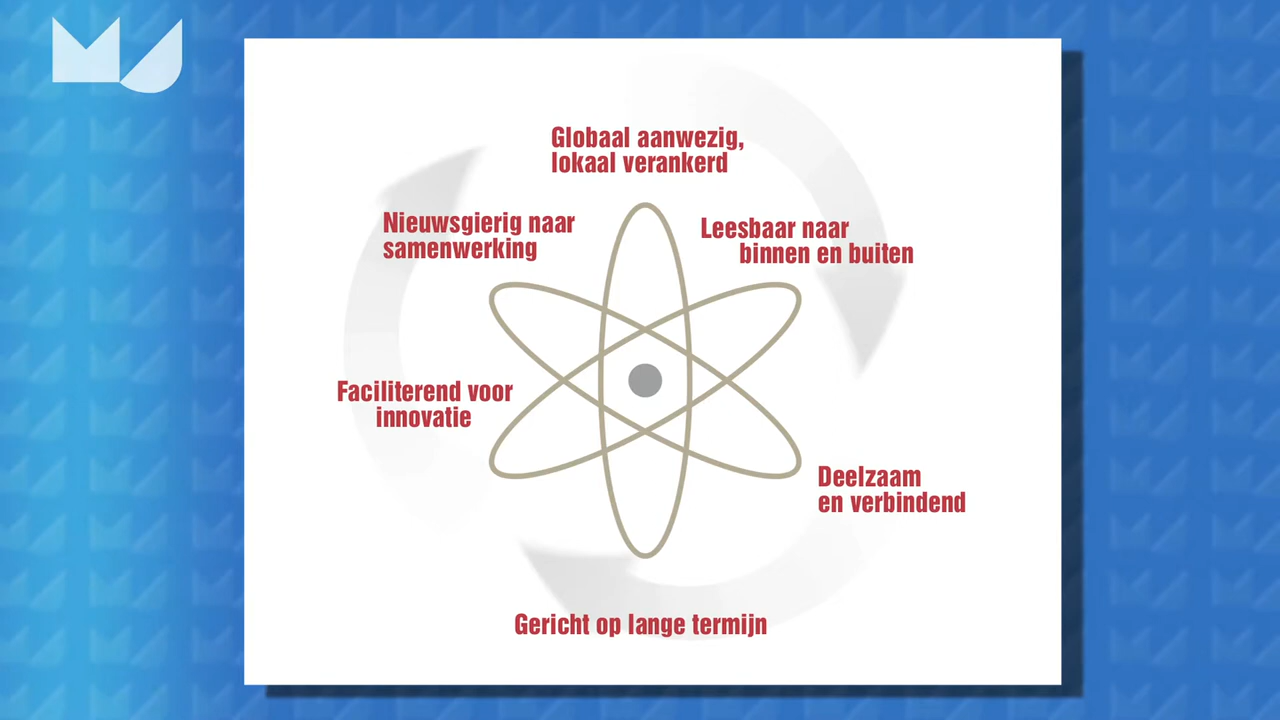 Globaal aanwezig,
lokaal verankerd
Nieuwsgierig naar
samenwerking
Leesbaar naar
binnen en buiten
Faciliterend voor
innovatie
Deelzaam
en verbindend
Gericht op lange termijn